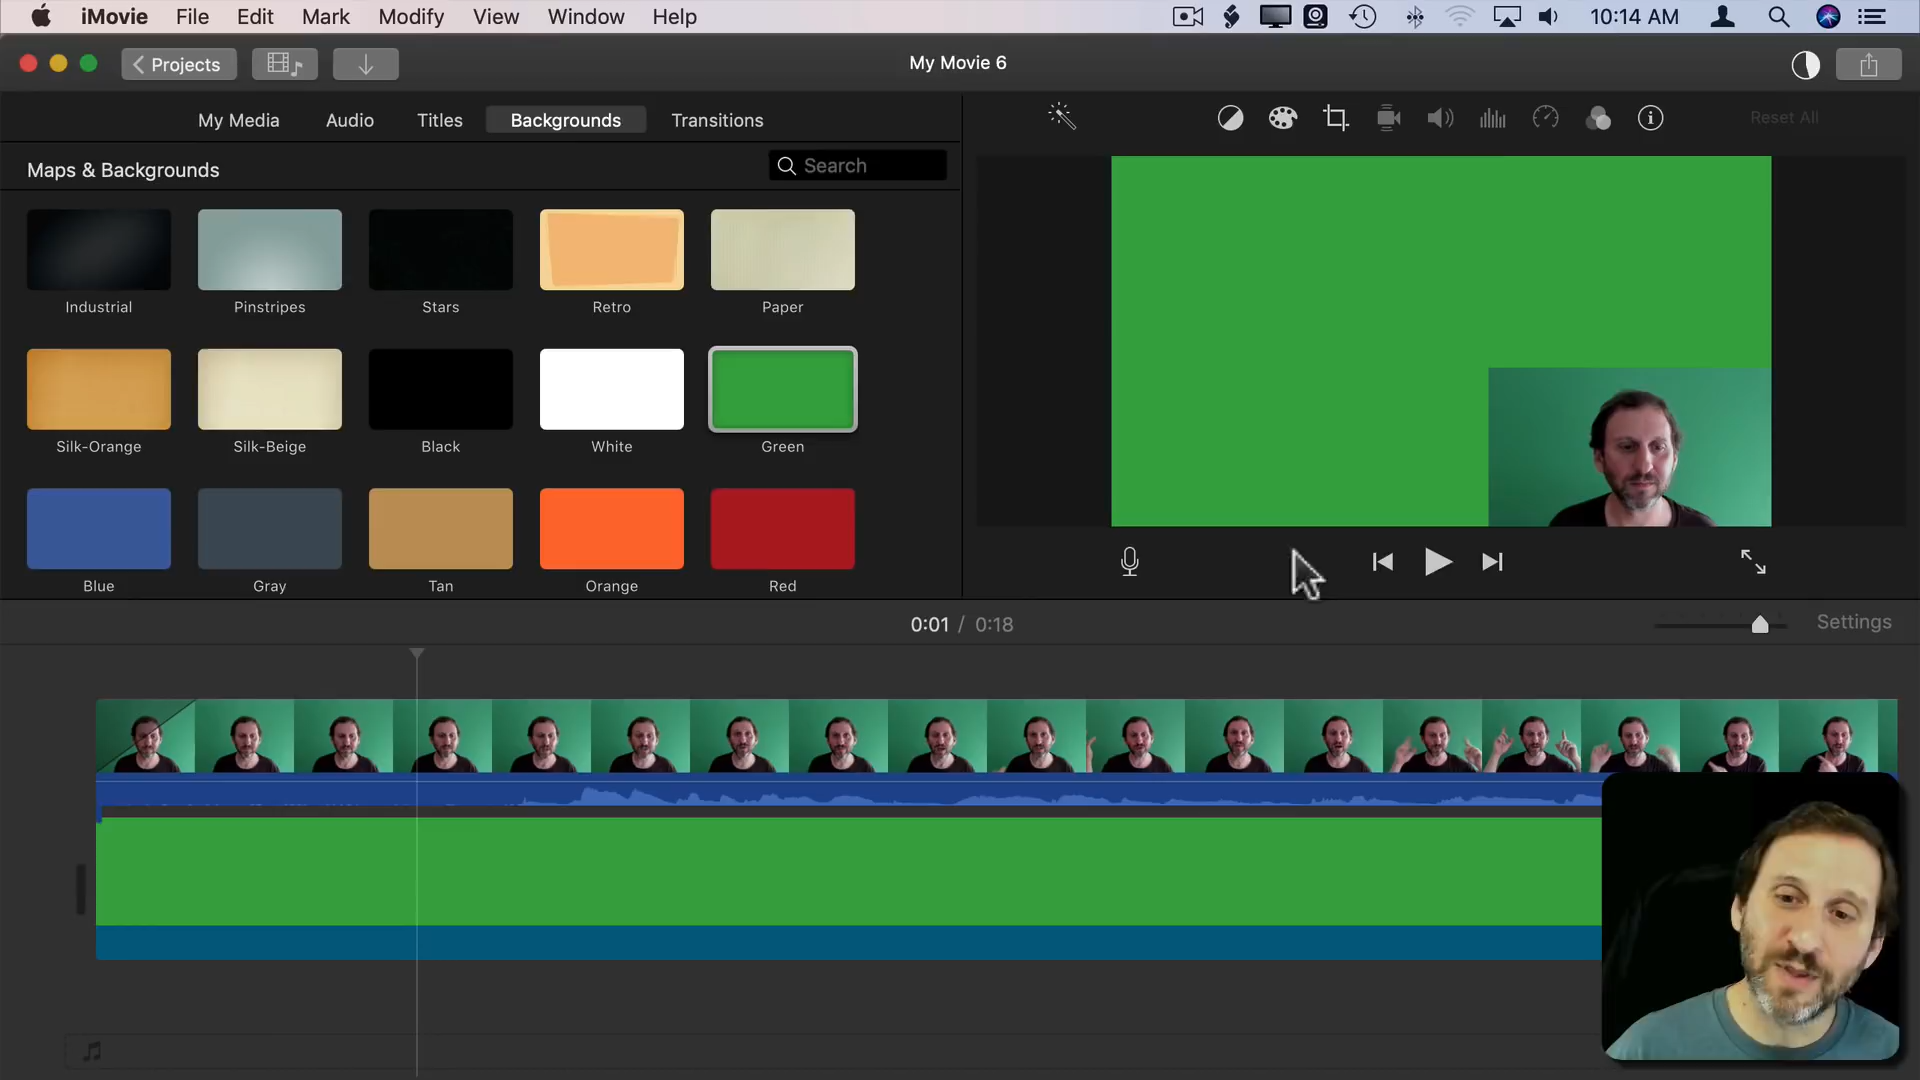 iMovie File Edit Mark Modify View Window Help 10:14 AM
Projects My Movie 6
My Media Audio Titles Backgrounds Transitions Reset All
Maps & Backgrounds Search
Industrial Pinstripes Stars Retro Paper
Silk-Orange Silk-Beige Black White Green
Blue Gray Tan Orange Red
0:01 / 0:18 Settings